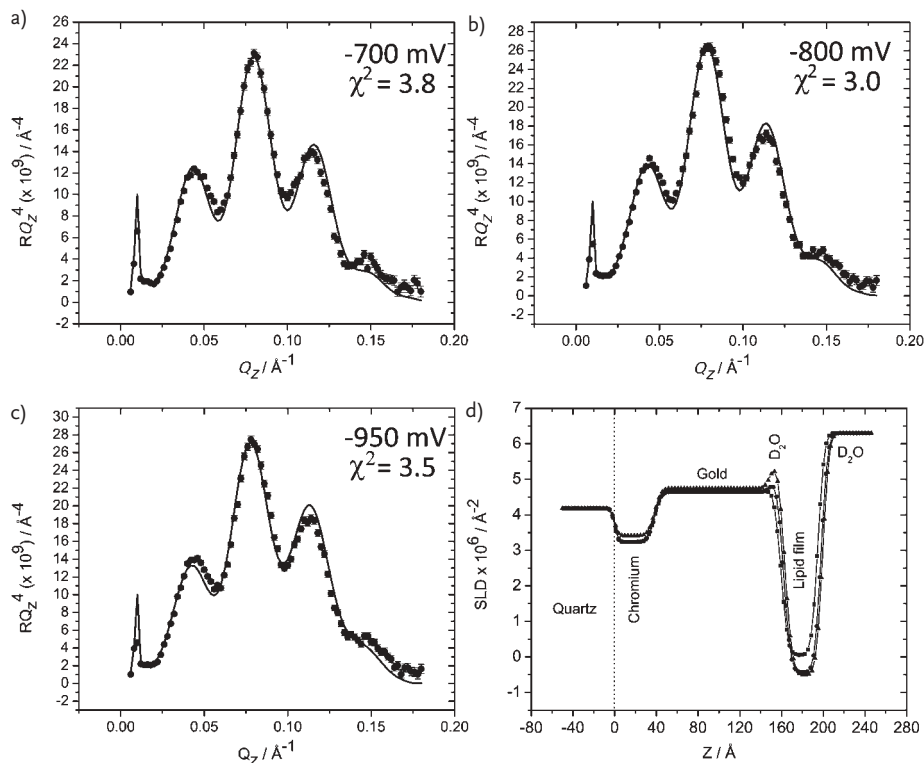 a)
-700 mV
χ² = 3.8
RQ_Z⁴ (x 10⁹) / Å⁻⁴
26
24
22
20
18
16
14
12
10
8
6
4
2
0
-2
0.00 0.05 0.10 0.15 0.20
Q_Z / Å⁻¹
b)
-800 mV
χ² = 3.0
RQ_Z⁴ (x 10⁹) / Å⁻⁴
28
26
24
22
20
18
16
14
12
10
8
6
4
2
0
-2
0.00 0.05 0.10 0.15 0.20
Q_Z / Å⁻¹
c)
-950 mV
χ² = 3.5
RQ_Z⁴ (x 10⁹) / Å⁻⁴
30
28
26
24
22
20
18
16
14
12
10
8
6
4
2
0
-2
0.00 0.05 0.10 0.15 0.20
Q_Z / Å⁻¹
d)
SLD x 10⁶ / Å⁻²
7
6
5
4
3
2
1
0
-1
Quartz
Chromium
Gold
D₂O
Lipid film
D₂O
-80 -40 0 40 80 120 160 200 240 280
Z / Å